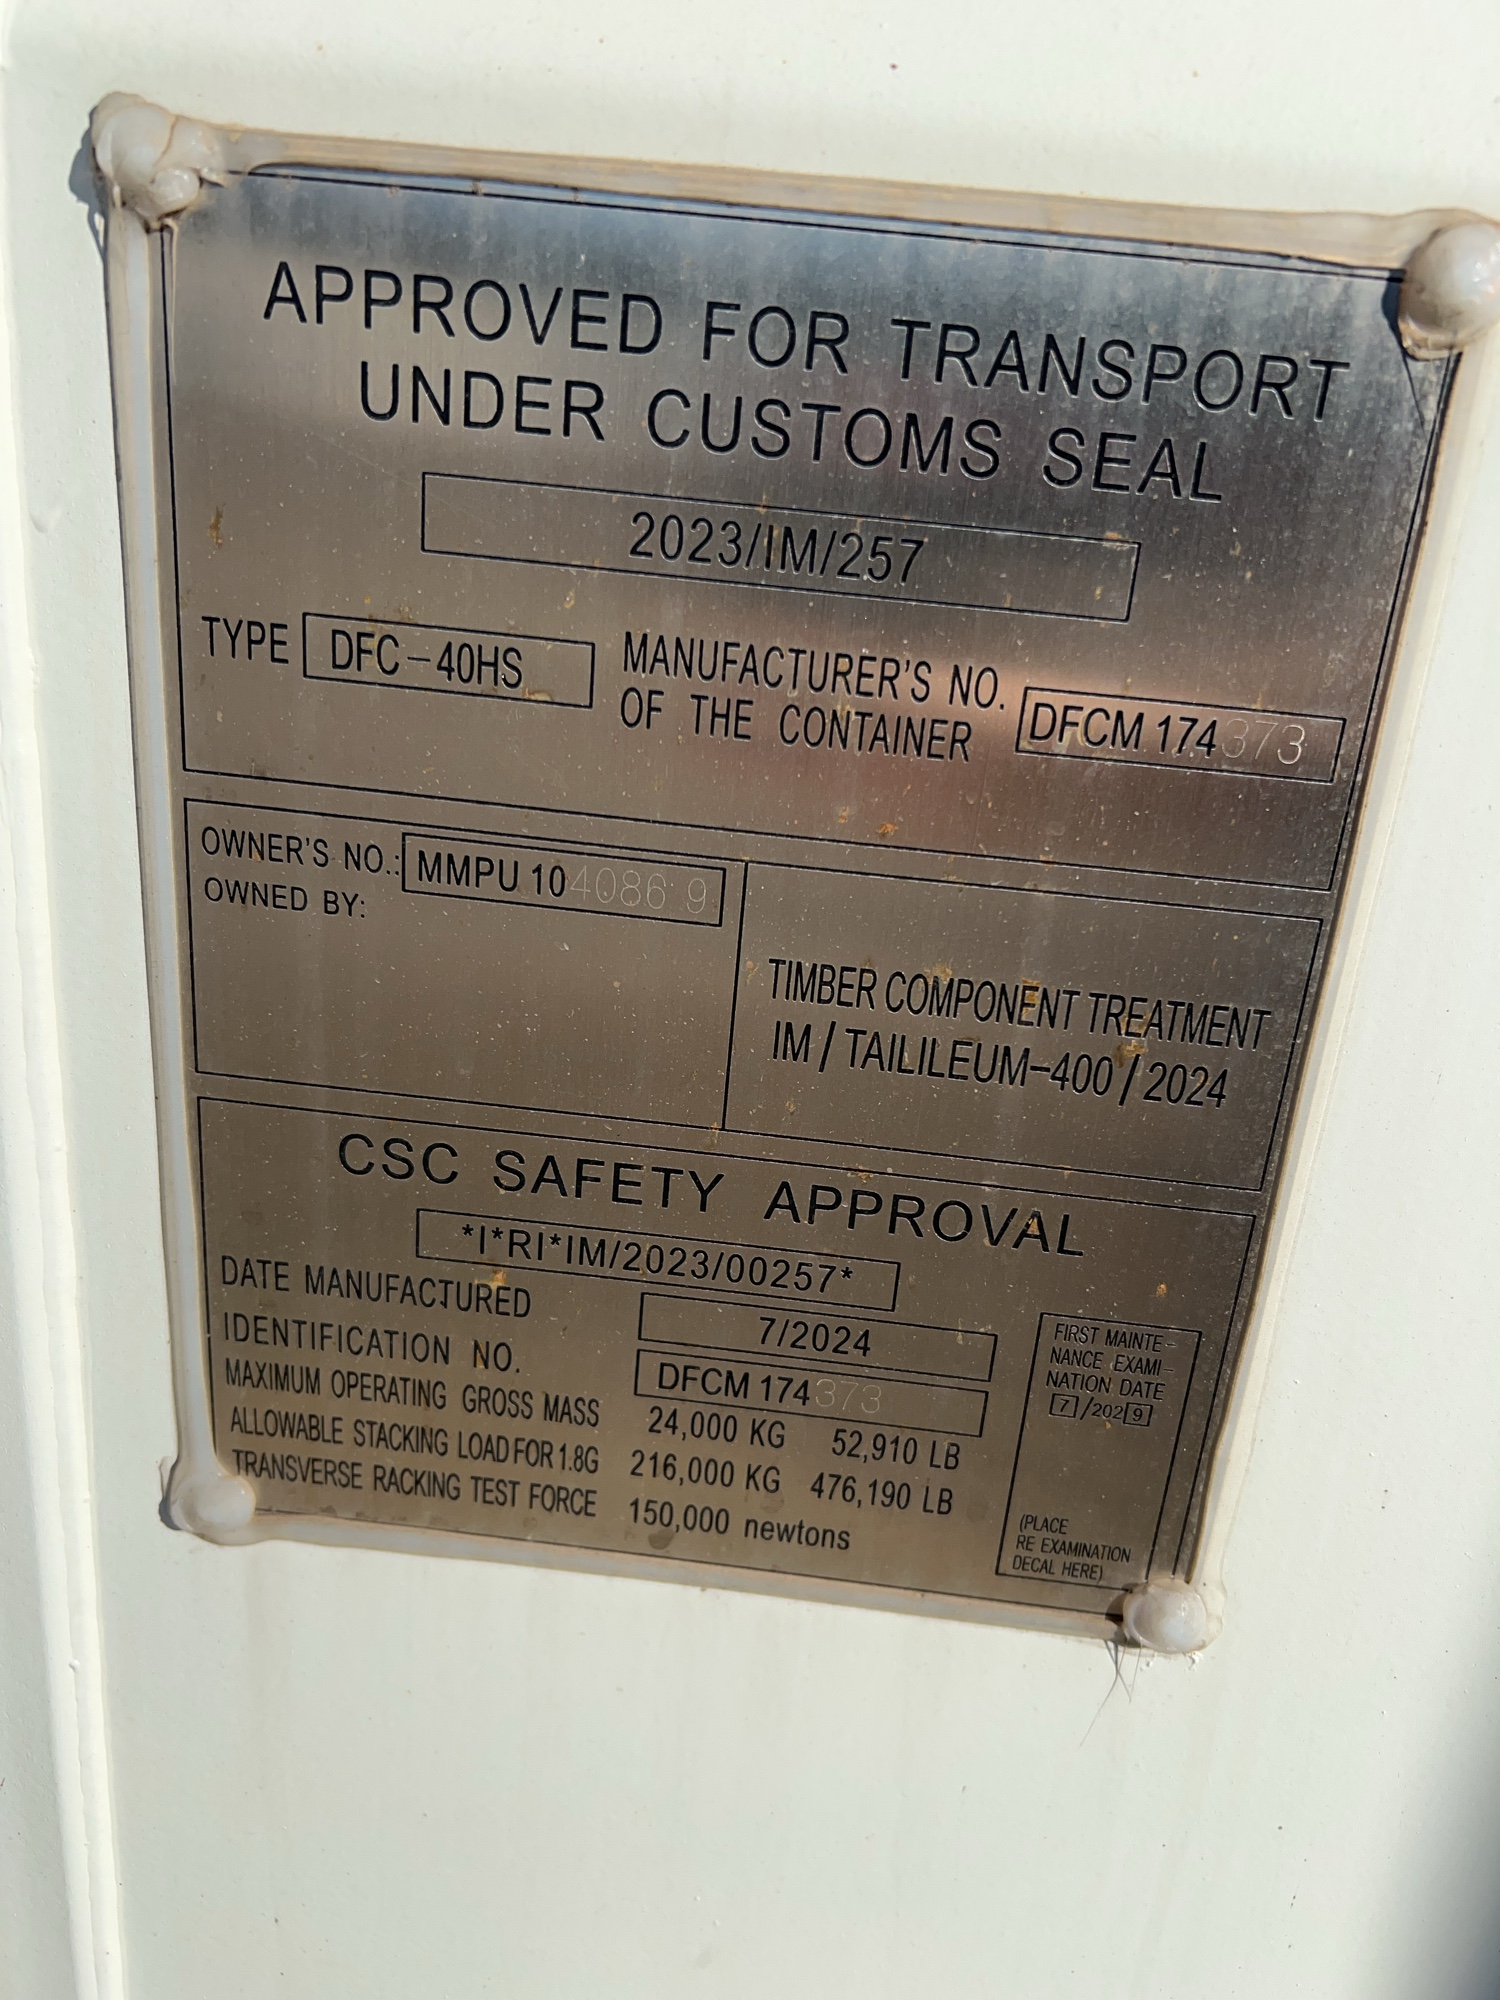 APPROVED FOR TRANSPORT
UNDER CUSTOMS SEAL
2023/IM/257
TYPE DFC-40HS
MANUFACTURER'S NO.
OF THE CONTAINER DFCM 174373
OWNER'S NO.: MMPU 104086 9
OWNED BY:
TIMBER COMPONENT TREATMENT
IM / TAILILEUM-400 / 2024
CSC SAFETY APPROVAL
*I*RI*IM/2023/00257*
DATE MANUFACTURED 7/2024
IDENTIFICATION NO. DFCM 174373
MAXIMUM OPERATING GROSS MASS 24,000 KG 52,910 LB
ALLOWABLE STACKING LOAD FOR 1.8G 216,000 KG 476,190 LB
TRANSVERSE RACKING TEST FORCE 150,000 newtons
FIRST MAINTE-
NANCE EXAMI-
NATION DATE
7/2029
(PLACE
RE EXAMINATION
DECAL HERE)